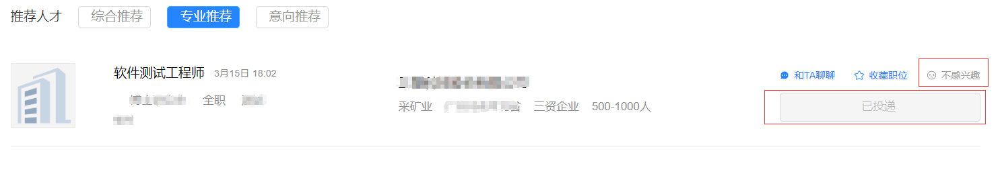 推荐人才 综合推荐 专业推荐 意向推荐
软件测试工程师 3月15日 18:02
和TA聊聊 收藏职位 不感兴趣
全职
采矿业 三资企业 500-1000人
已投递